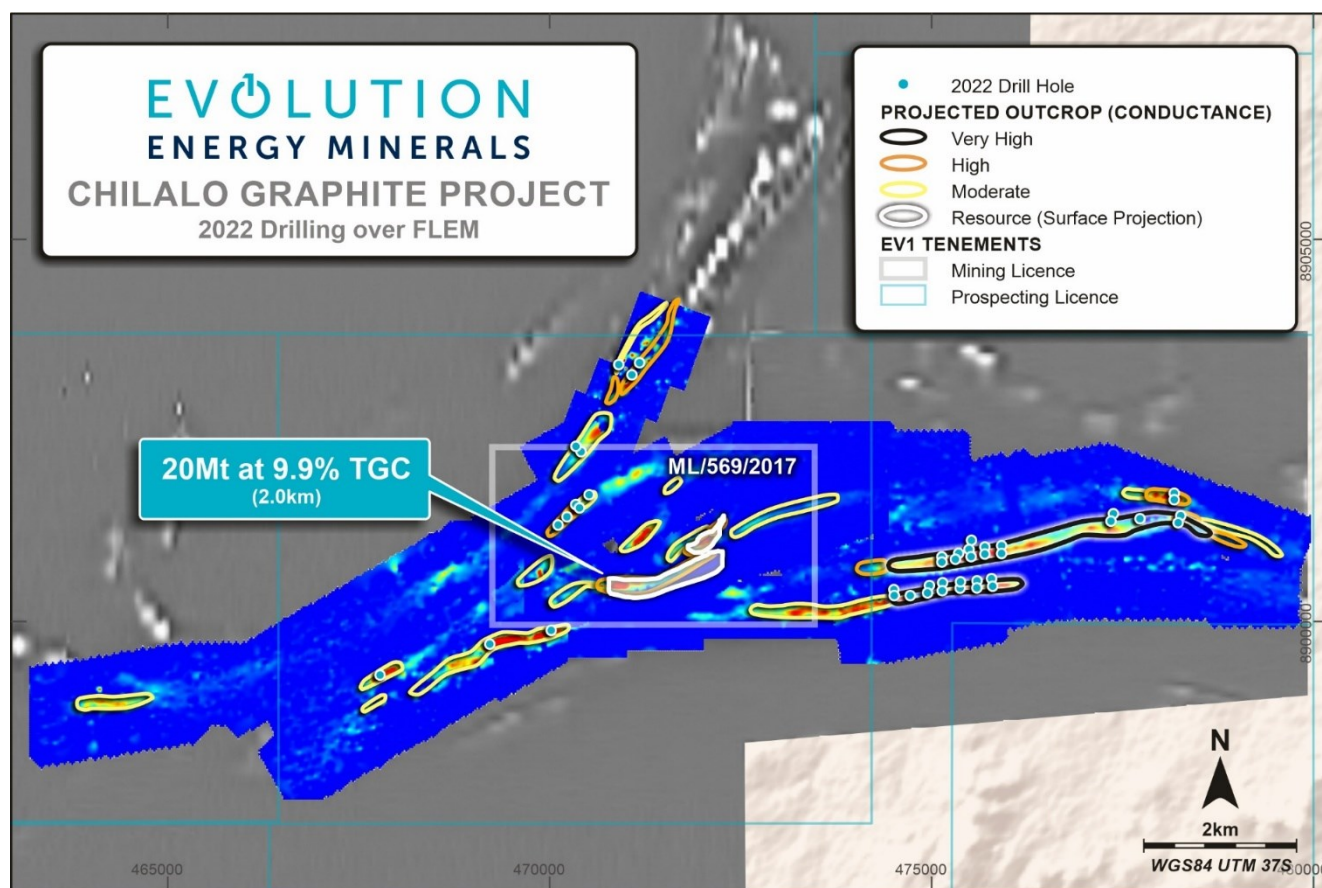 EVOLUTION
ENERGY MINERALS
CHILALO GRAPHITE PROJECT
2022 Drilling over FLEM
2022 Drill Hole
PROJECTED OUTCROP (CONDUCTANCE)
Very High
High
Moderate
Resource (Surface Projection)
EV1 TENEMENTS
Mining Licence
Prospecting Licence
8905000
20Mt at 9.9% TGC
(2.0km)
ML/569/2017
8900000
N
2km
WGS84 UTM 37S
465000
470000
475000
480000